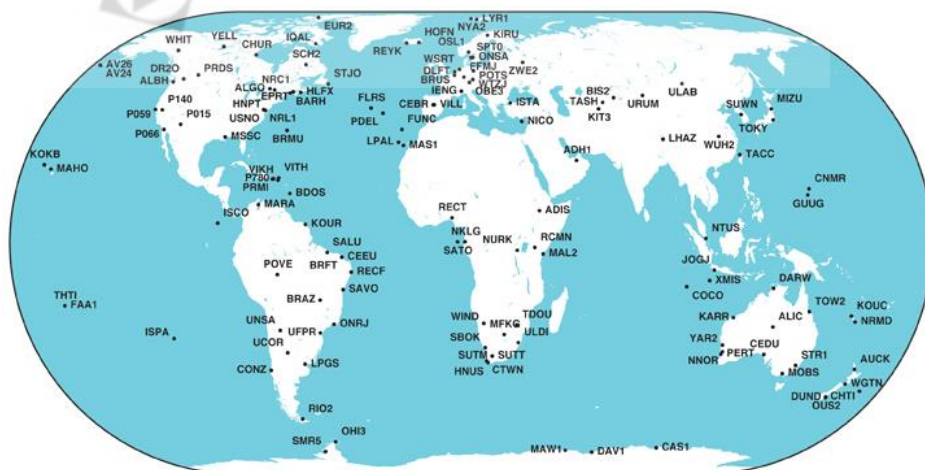 EUR2
LYR1
NYA2
HOFN
KIRU
WHIT
YELL
IQAL
REYK
OSL1
CHUR
SPT0
SCH2
WSRT
ONSA
AV26
AV24
DR2O
PRDS
DLFT
EFMJ
ZWE2
ALBH
NRC1
STJO
BRUS
POTS
WTZJ
ALGO
HLFX
IENG
OBE3
EPRT
BARH
FLRS
CEBR
VILL
ISTA
BIS2
ULAB
P140
HNPT
TASH
URUM
SUWN
MIZU
P059
P015
USNO
NRL1
PDEL
FUNC
NICO
KIT3
TOKY
P066
MSSC
BRMU
LPAL
MAS1
LHAZ
WUH2
KOKB
MAHO
ADH1
TACC
VIKH
VITH
P780
PRMI
BDOS
CNMR
GUUG
MARA
ISCO
KOUR
RECT
ADIS
NKLG
NTUS
SALU
SATO
NURK
RCMN
CEEU
MAL2
BRFT
JOGJ
POVE
RECF
XMIS
DARW
SAVO
COCO
THTI
FAA1
BRAZ
TOW2
KOUC
UNSA
ONRJ
WIND
MFKG
TDOU
KARR
ALIC
NRMD
ISPA
UFPR
SBOK
ULDI
YAR2
UCOR
CEDU
SUTM
SUTT
NNOR
PERT
STR1
AUCK
CONZ
LPGS
HNUS
CTWN
MOBS
WGTN
DUND
CHTI
OUS2
RIO2
OHI3
SMR5
MAW1
DAV1
CAS1